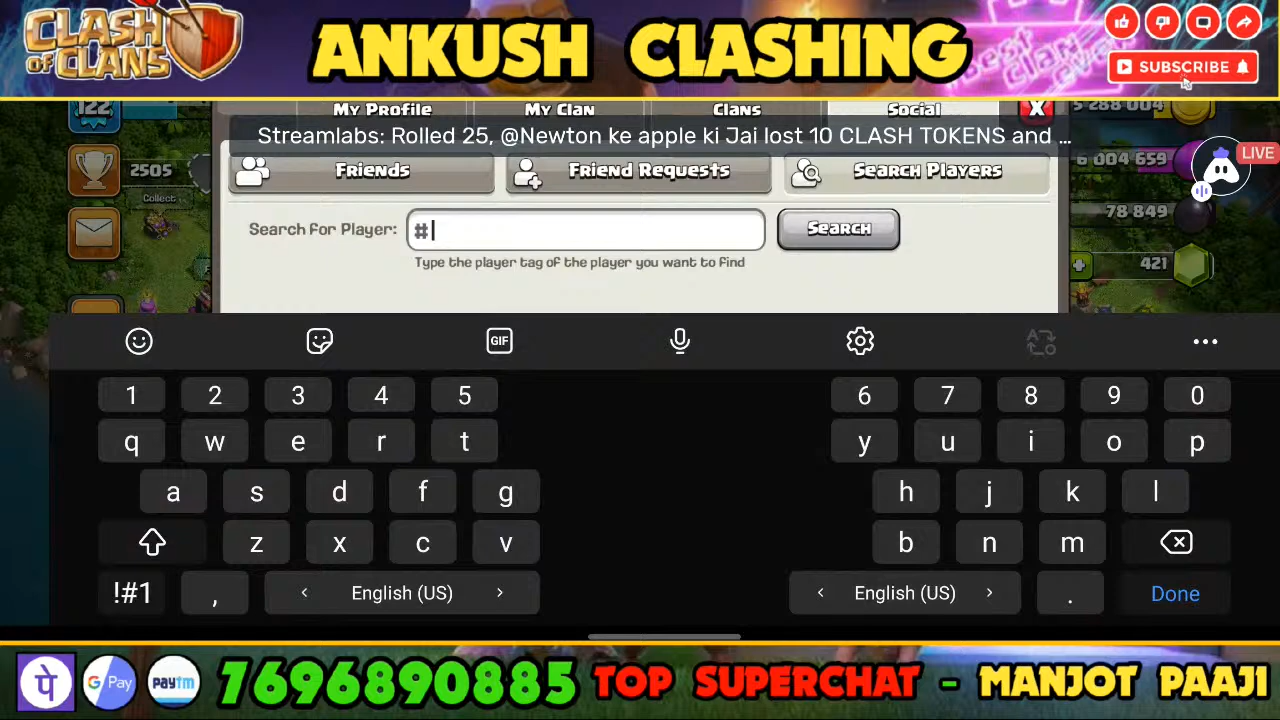 CLASH OF CLANS
ANKUSH CLASHING
SUBSCRIBE
My Profile
My Clan
Clans
Social
X
122
5 288 004
Streamlabs: Rolled 25, @Newton ke apple ki Jai lost 10 CLASH TOKENS and ...
LIVE
2505
Friends
Friend Requests
Search Players
6 004 659
Collect
78 849
Search For Player:
#
Search
Type the player tag of the player you want to find
421
GIF
1 2 3 4 5 6 7 8 9 0
q w e r t y u i o p
a s d f g h j k l
z x c v b n m
!#1 , < English (US) > < English (US) > . Done
पे
G Pay
paytm
7696890885
TOP SUPERCHAT - MANJOT PAAJI